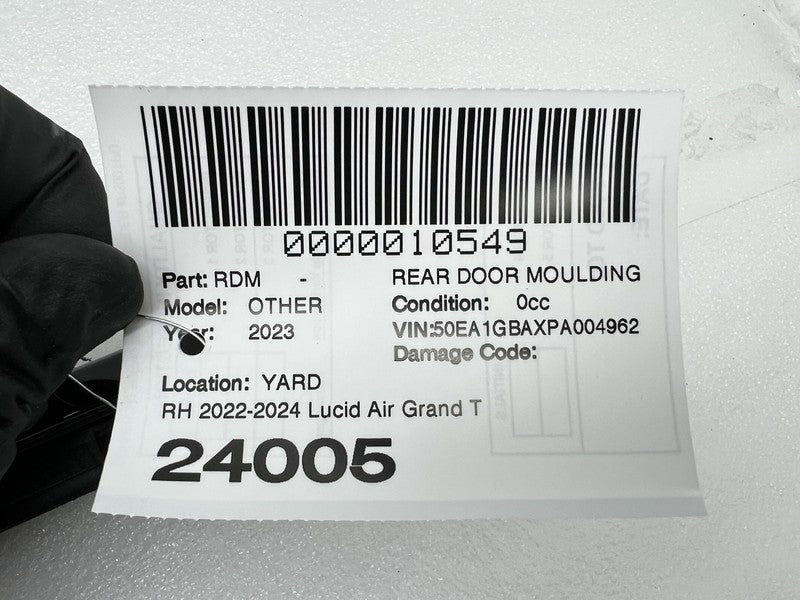 0000010549
Part: RDM - REAR DOOR MOULDING
Model: OTHER Condition: 0cc
Year: 2023 VIN:50EA1GBAXPA004962
Damage Code:
Location: YARD
RH 2022-2024 Lucid Air Grand T
24005